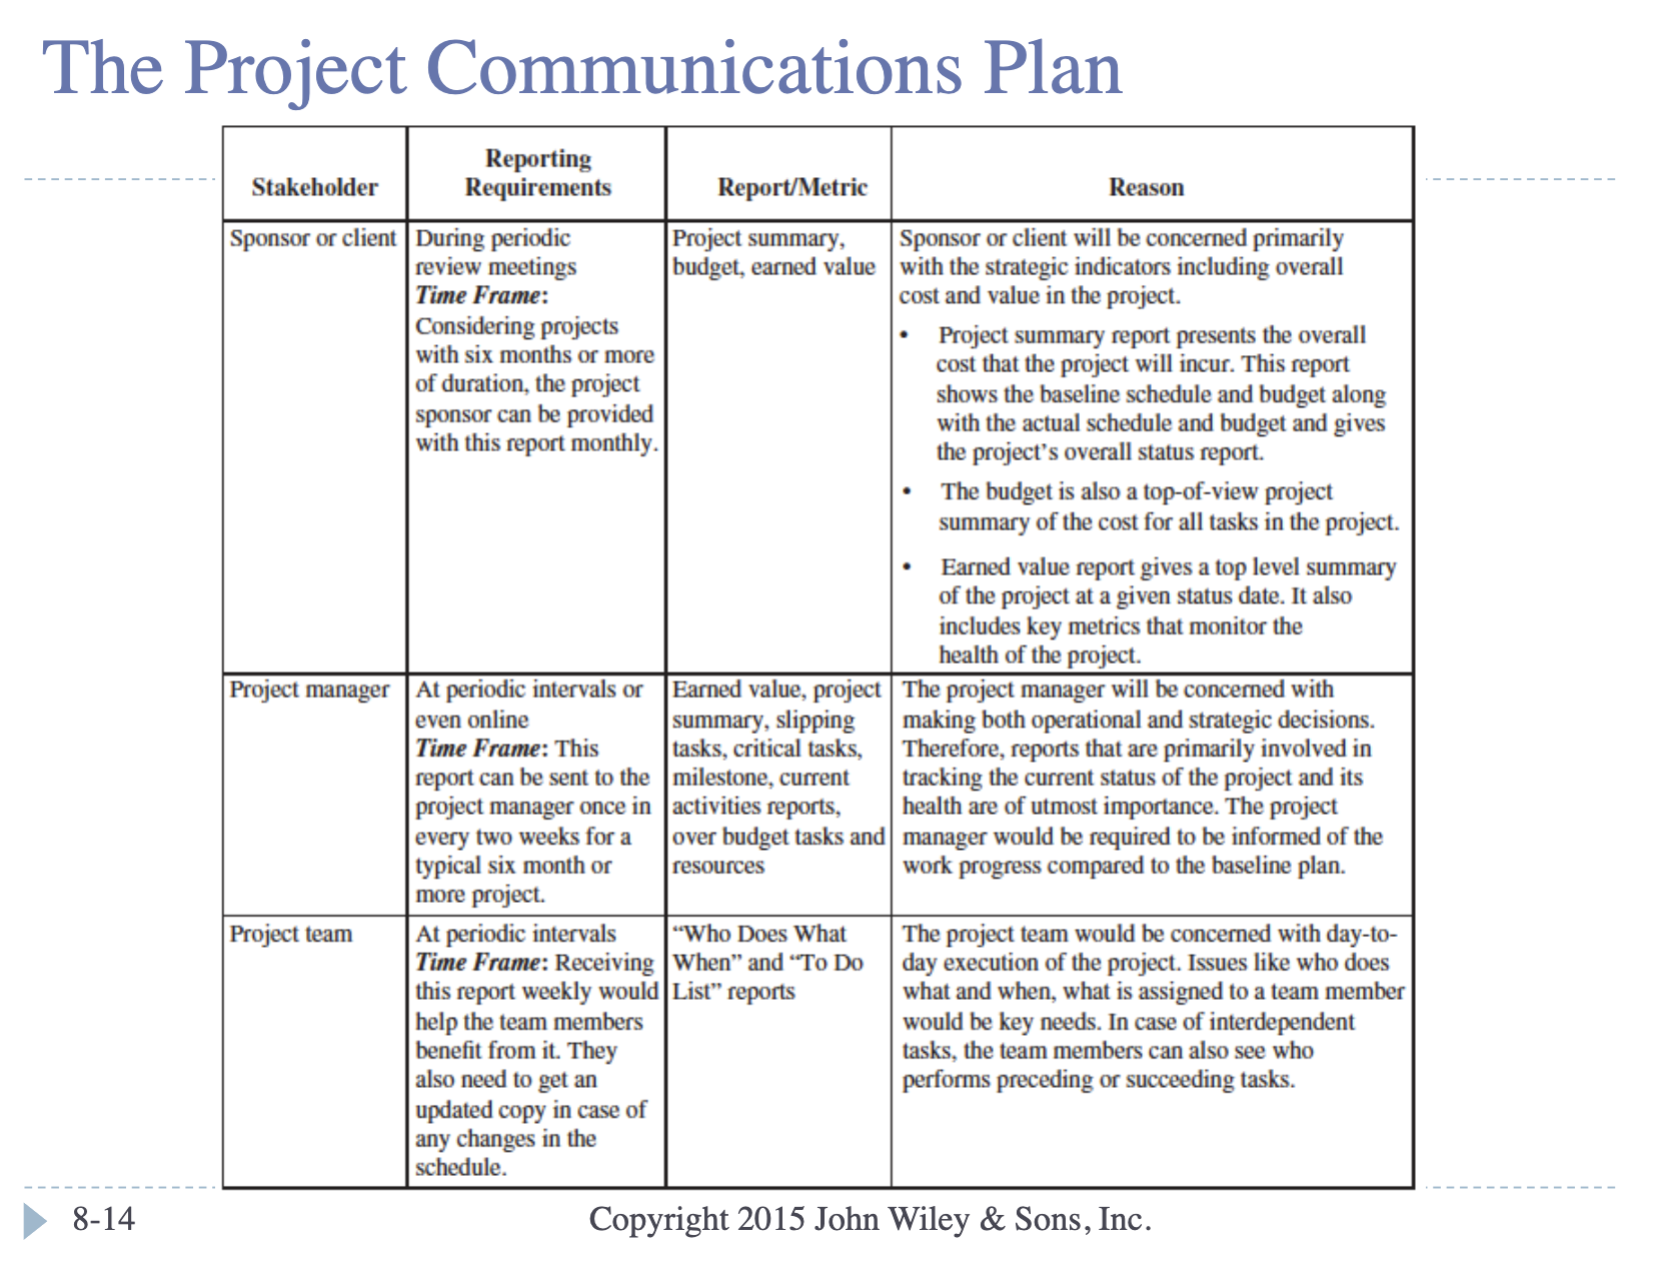 The Project Communications Plan
Stakeholder
Reporting
Requirements
Report/Metric
Reason
Sponsor or client
During periodic
review meetings
Time Frame:
Considering projects
with six months or more
of duration, the project
sponsor can be provided
with this report monthly.
Project summary,
budget, earned value
Sponsor or client will be concerned primarily
with the strategic indicators including overall
cost and value in the project.
• Project summary report presents the overall
cost that the project will incur. This report
shows the baseline schedule and budget along
with the actual schedule and budget and gives
the project's overall status report.
• The budget is also a top-of-view project
summary of the cost for all tasks in the project.
• Earned value report gives a top level summary
of the project at a given status date. It also
includes key metrics that monitor the
health of the project.
Project manager
At periodic intervals or
even online
Time Frame: This
report can be sent to the
project manager once in
every two weeks for a
typical six month or
more project.
Earned value, project
summary, slipping
tasks, critical tasks,
milestone, current
activities reports,
over budget tasks and
resources
The project manager will be concerned with
making both operational and strategic decisions.
Therefore, reports that are primarily involved in
tracking the current status of the project and its
health are of utmost importance. The project
manager would be required to be informed of the
work progress compared to the baseline plan.
Project team
At periodic intervals
Time Frame: Receiving
this report weekly would
help the team members
benefit from it. They
also need to get an
updated copy in case of
any changes in the
schedule.
“Who Does What
When” and “To Do
List” reports
The project team would be concerned with day-to-
day execution of the project. Issues like who does
what and when, what is assigned to a team member
would be key needs. In case of interdependent
tasks, the team members can also see who
performs preceding or succeeding tasks.
8-14
Copyright 2015 John Wiley & Sons, Inc.